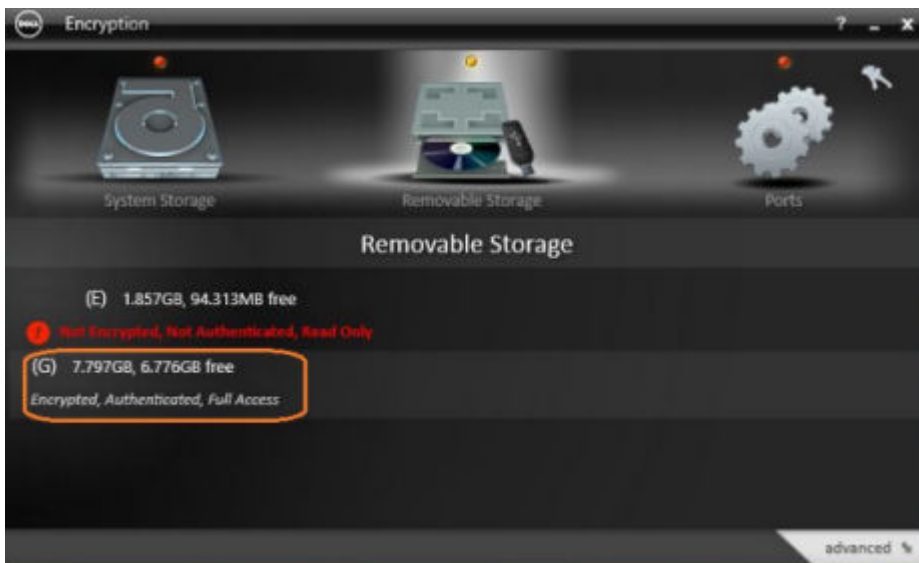 DELL Encryption ? _ x
System Storage Removable Storage Ports
Removable Storage
(E) 1.857GB, 94.313MB free
? Not Encrypted, Not Authenticated, Read Only
(G) 7.797GB, 6.776GB free
Encrypted, Authenticated, Full Access
advanced